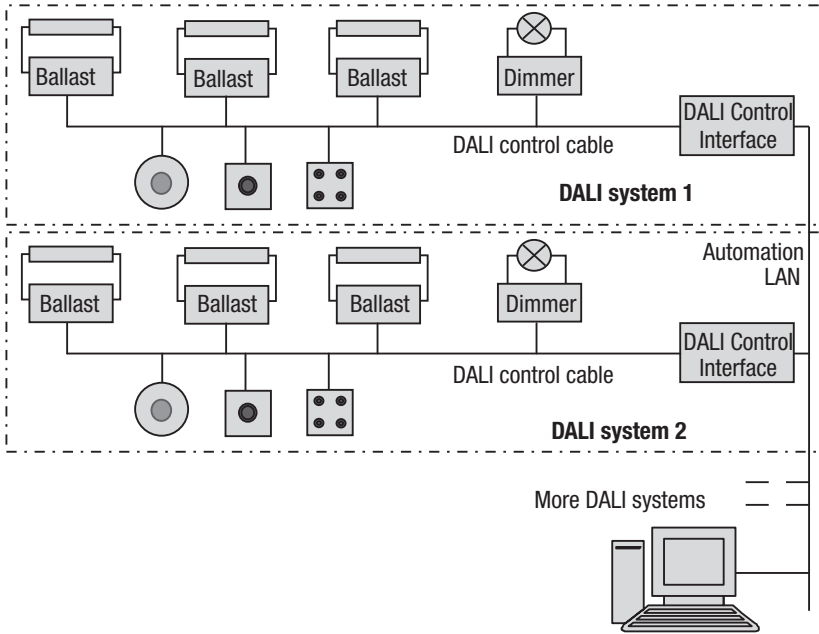 Ballast
Ballast
Ballast
Dimmer
DALI Control
Interface
DALI control cable
DALI system 1
Automation
LAN
Ballast
Ballast
Ballast
Dimmer
DALI Control
Interface
DALI control cable
DALI system 2
More DALI systems